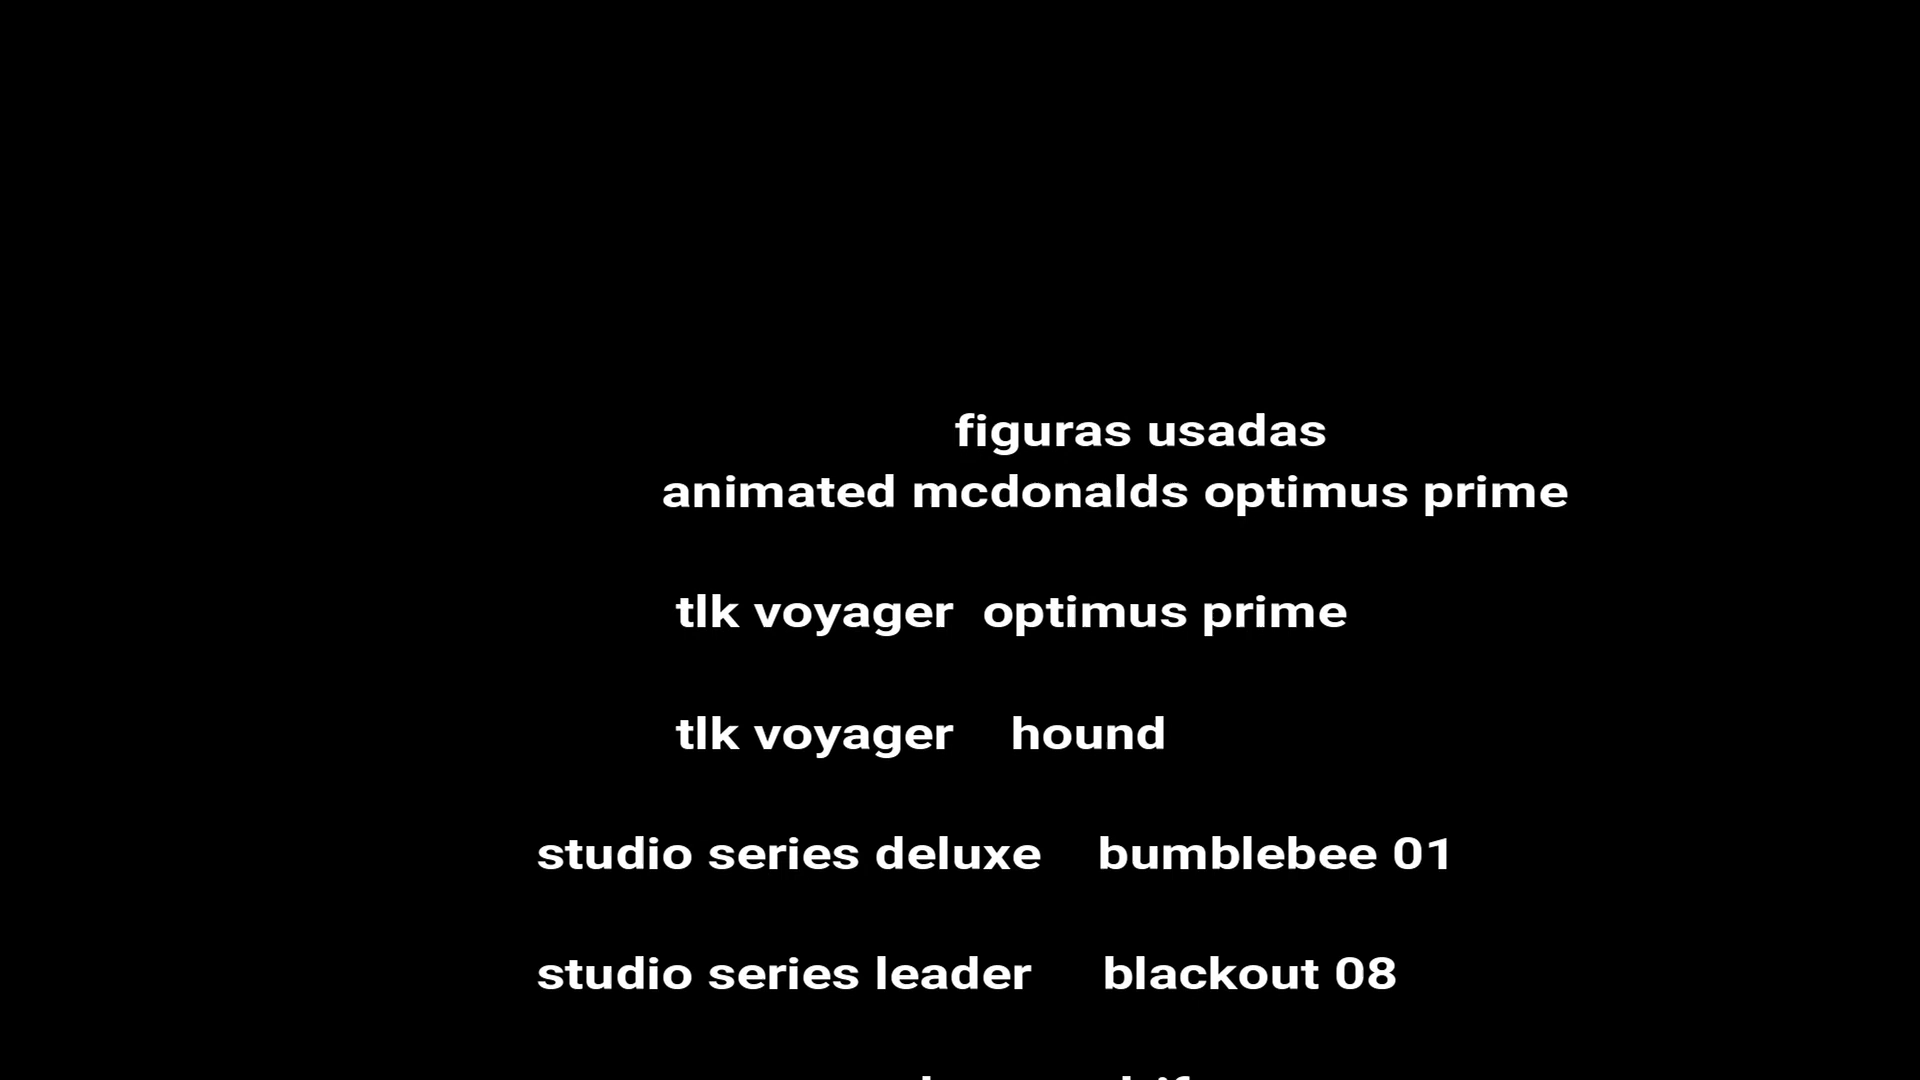 figuras usadas
animated mcdonalds optimus prime
tlk voyager optimus prime
tlk voyager hound
studio series deluxe bumblebee 01
studio series leader blackout 08